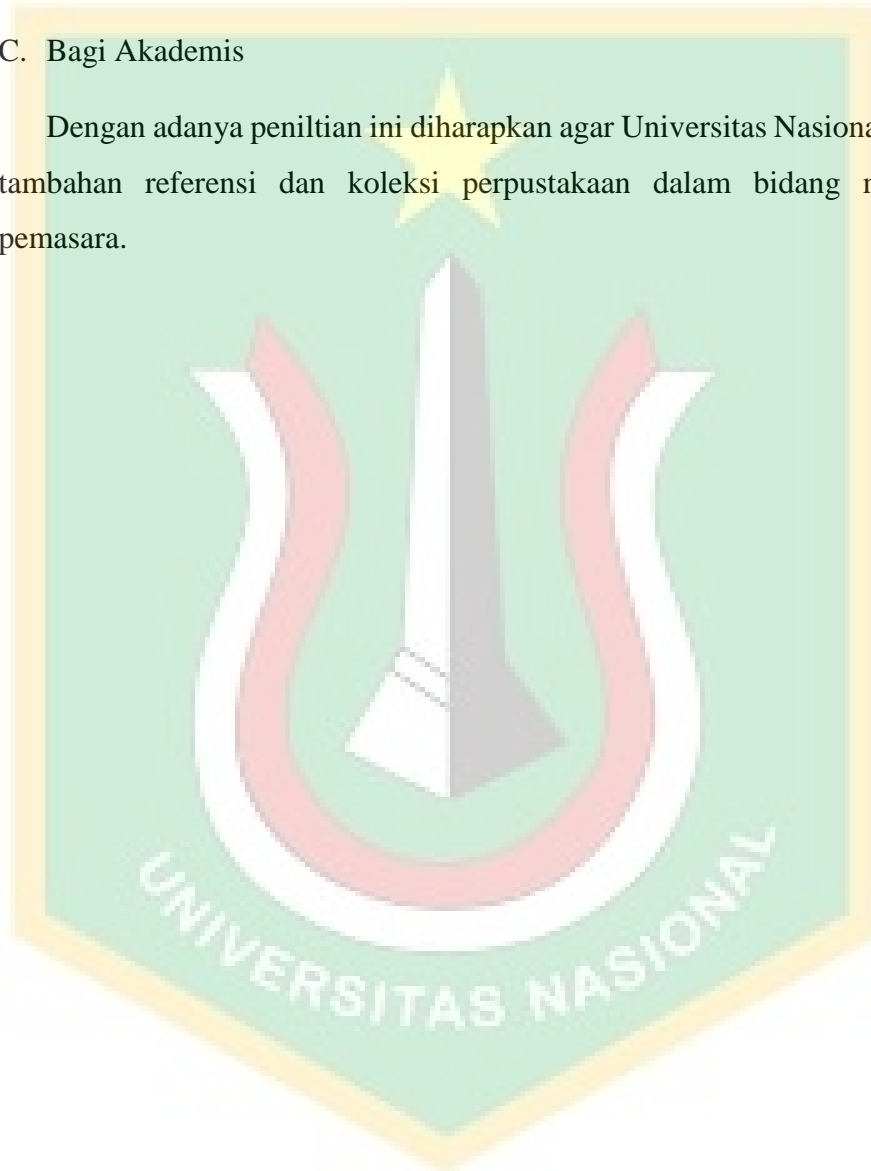 C. Bagi Akademis
Dengan adanya peniltian ini diharapkan agar Universitas Nasiona
tambahan referensi dan koleksi perpustakaan dalam bidang
pemasara.
UNIVERSITAS NASIONAL